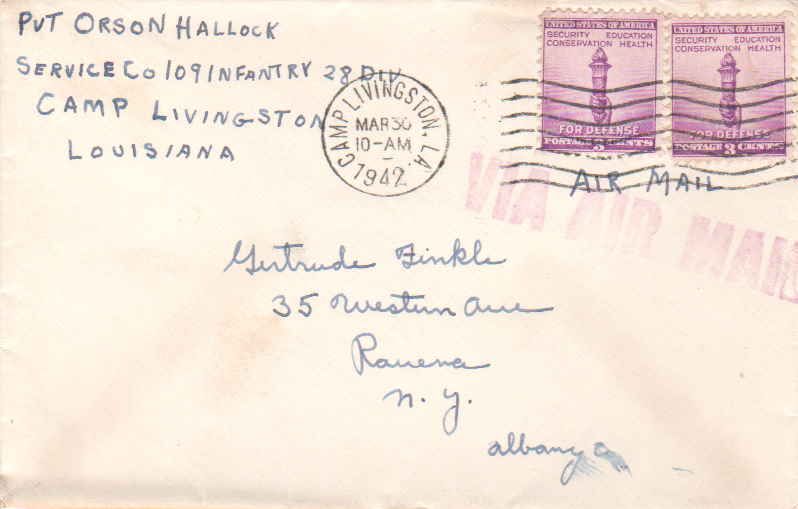 PVT ORSON HALLOCK
SERVICE CO 109 INFANTRY 28 DIV
CAMP LIVINGSTON
LOUISIANA
CAMP LIVINGSTON, LA.
MAR 30
10-AM
1942
UNITED STATES OF AMERICA
SECURITY EDUCATION
CONSERVATION HEALTH
FOR DEFENSE
POSTAGE 3 CENTS
UNITED STATES OF AMERICA
SECURITY EDUCATION
CONSERVATION HEALTH
FOR DEFENSE
POSTAGE 3 CENTS
AIR MAIL
VIA AIR MAIL
Gertrude Finkle
35 Western Ave
Ravena
N. Y.
Albany